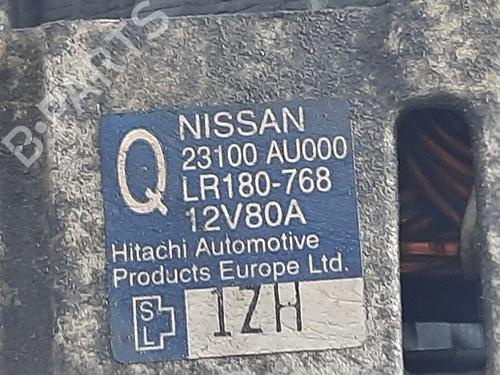 B-PARTS
NISSAN
Q
23100 AU000
LR180-768
12V80A
Hitachi Automotive
Products Europe Ltd.
S
L
1ZH